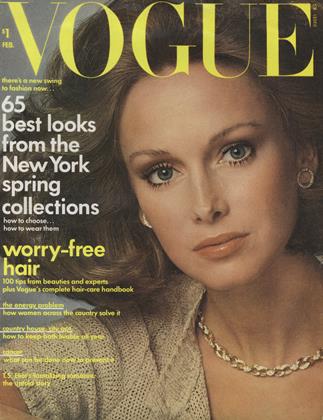 VOGUE
$1
FEB.
there's a new swing
to fashion now...
65
best looks
from the
New York
spring
collections
how to choose...
how to wear them
worry-free
hair
100 tips from beauties and experts
plus Vogue's complete hair-care handbook
the energy problem
how women across the country solve it
country house, city apt.
how to keep both livable all year
cancer
what can be done now to prevent it
T.S. Eliot's tantalizing romance:
the untold story